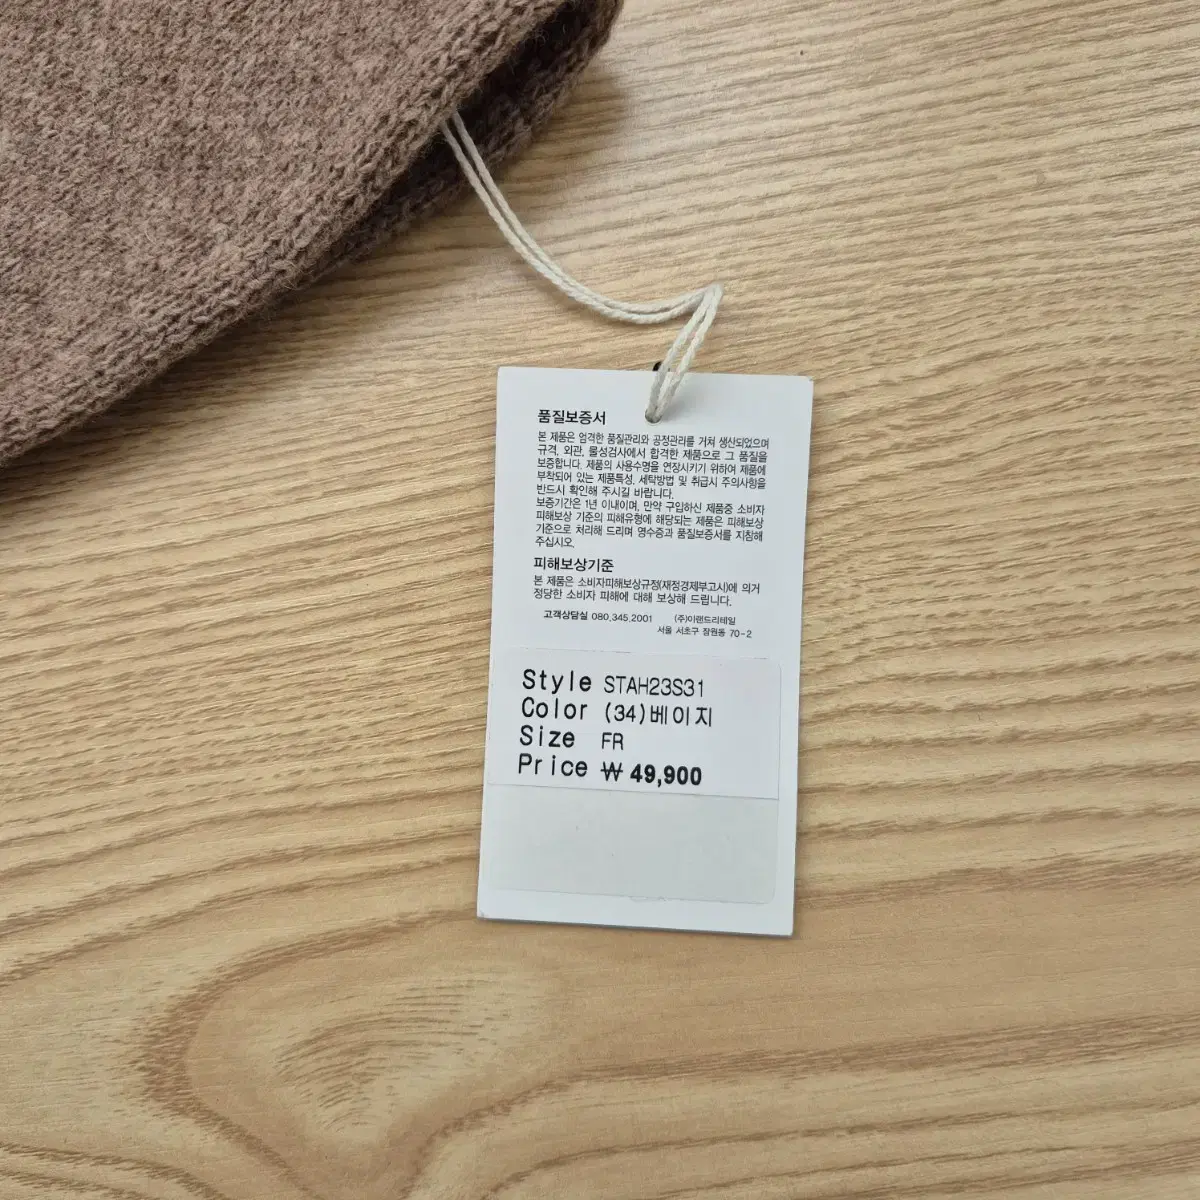 품질보증서
본 제품은 엄격한 품질관리와 공정관리를 거쳐 생산되었으며
규격, 외관, 물성검사에서 합격한 제품으로 그 품질을
보증합니다. 제품의 사용수명을 연장시키기 위하여 제품에
부착되어 있는 제품특성, 세탁방법 및 취급시 주의사항을
반드시 확인해 주시길 바랍니다.
보증기간은 1년 이내이며, 만약 구입하신 제품중 소비자
피해보상 기준의 피해유형에 해당되는 제품은 피해보상
기준으로 처리해 드리며 영수증과 품질보증서를 지참해
주십시오.
피해보상기준
본 제품은 소비자피해보상규정(재정경제부고시)에 의거
정당한 소비자 피해에 대해 보상해 드립니다.
고객상담실 080.345.2001 (주)이랜드리테일
서울 서초구 잠원동 70-2
Style STAH23S31
Color (34)베이지
Size FR
Price ₩ 49,900